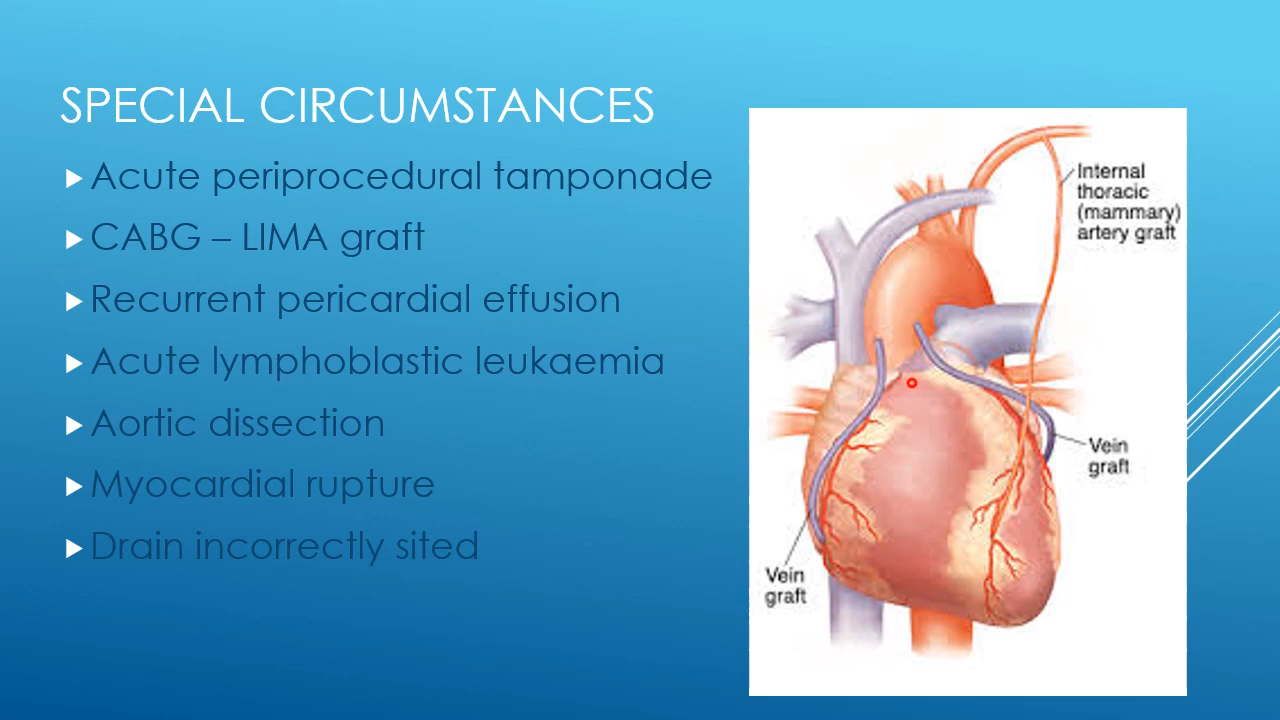 SPECIAL CIRCUMSTANCES
Acute periprocedural tamponade
CABG – LIMA graft
Recurrent pericardial effusion
Acute lymphoblastic leukaemia
Aortic dissection
Myocardial rupture
Drain incorrectly sited
Internal
thoracic
(mammary)
artery graft
Vein
graft
Vein
graft